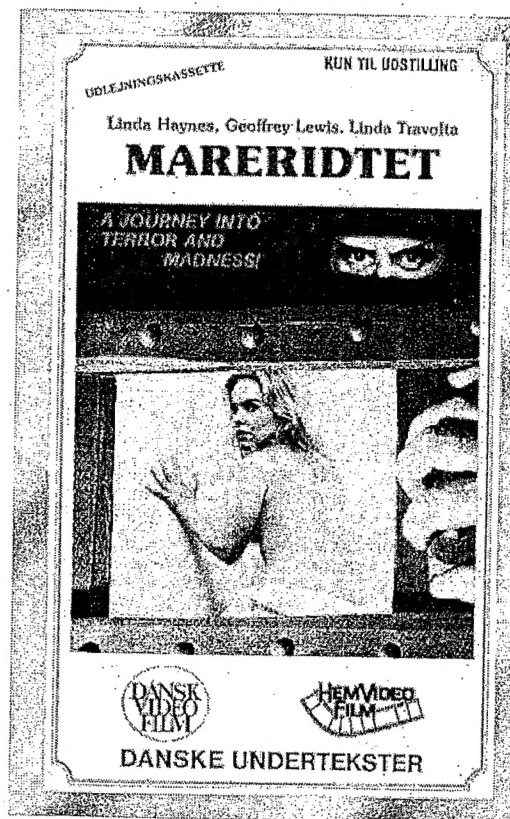 UDLEJNINGSKASSETTE
KUN TIL UDSTILLING
Linda Haynes, Geoffrey Lewis, Linda Travolta
MARERIDTET
A JOURNEY INTO
TERROR AND
MADNESS!
DANSK
VIDEO
FILM
HEMVIDEO
FILM
DANSKE UNDERTEKSTER